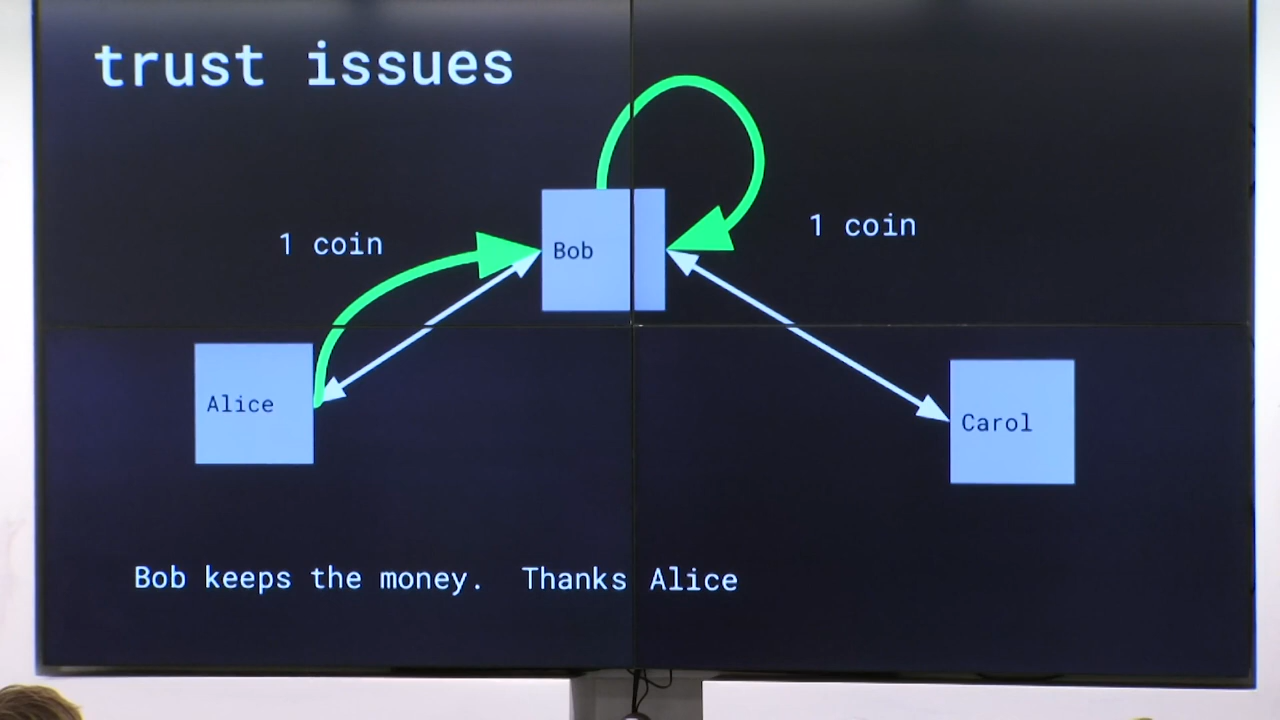 trust issues
1 coin
1 coin
Bob
Alice
Carol
Bob keeps the money. Thanks Alice